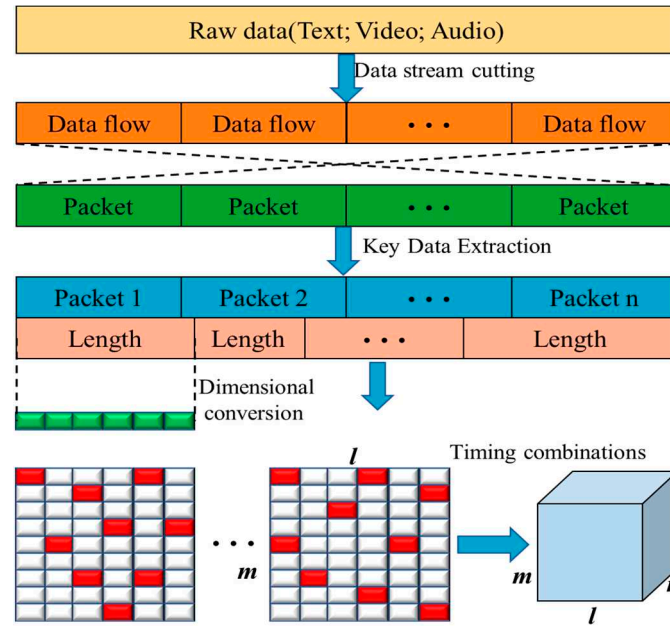 Raw data(Text; Video; Audio)
Data stream cutting
Data flow Data flow • • • Data flow
Packet Packet • • • Packet
Key Data Extraction
Packet 1 Packet 2 • • • Packet n
Length Length • • • Length
Dimensional
conversion
l
Timing combinations
• • •
m
m
l